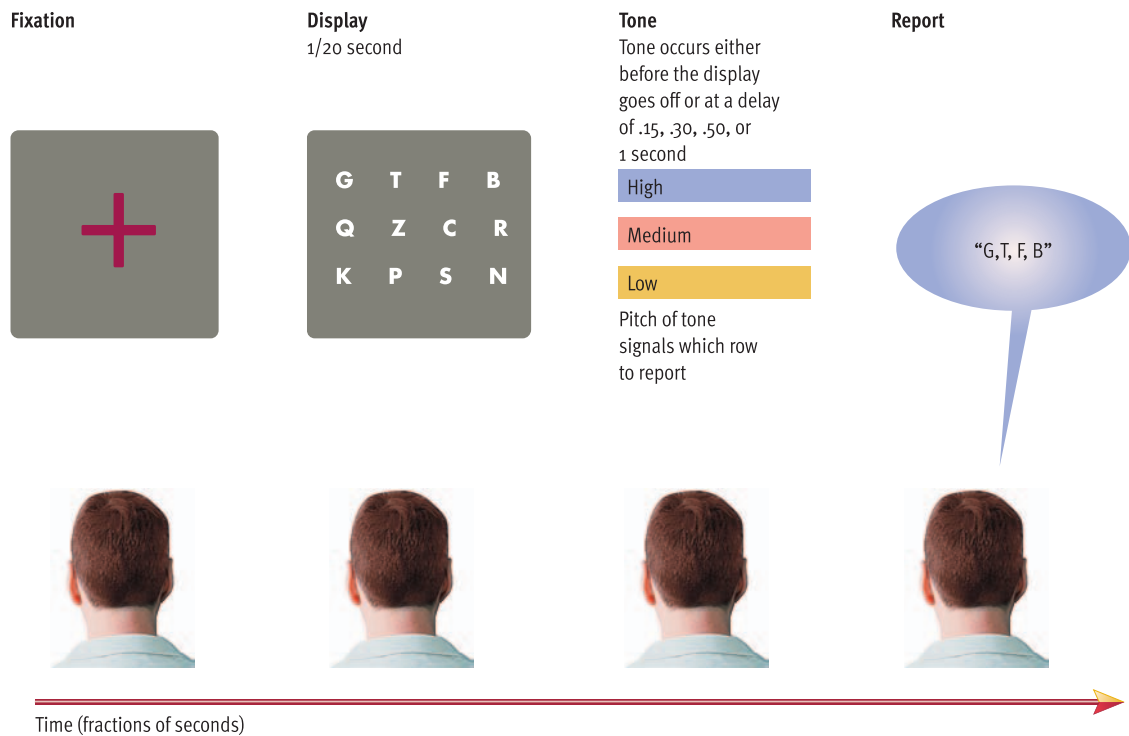 Fixation
Display
1/20 second
Tone
Tone occurs either
before the display
goes off or at a delay
of .15, .30, .50, or
1 second
Report
G T F B
Q Z C R
K P S N
High
Medium
Low
Pitch of tone
signals which row
to report
“G,T, F, B”
Time (fractions of seconds)